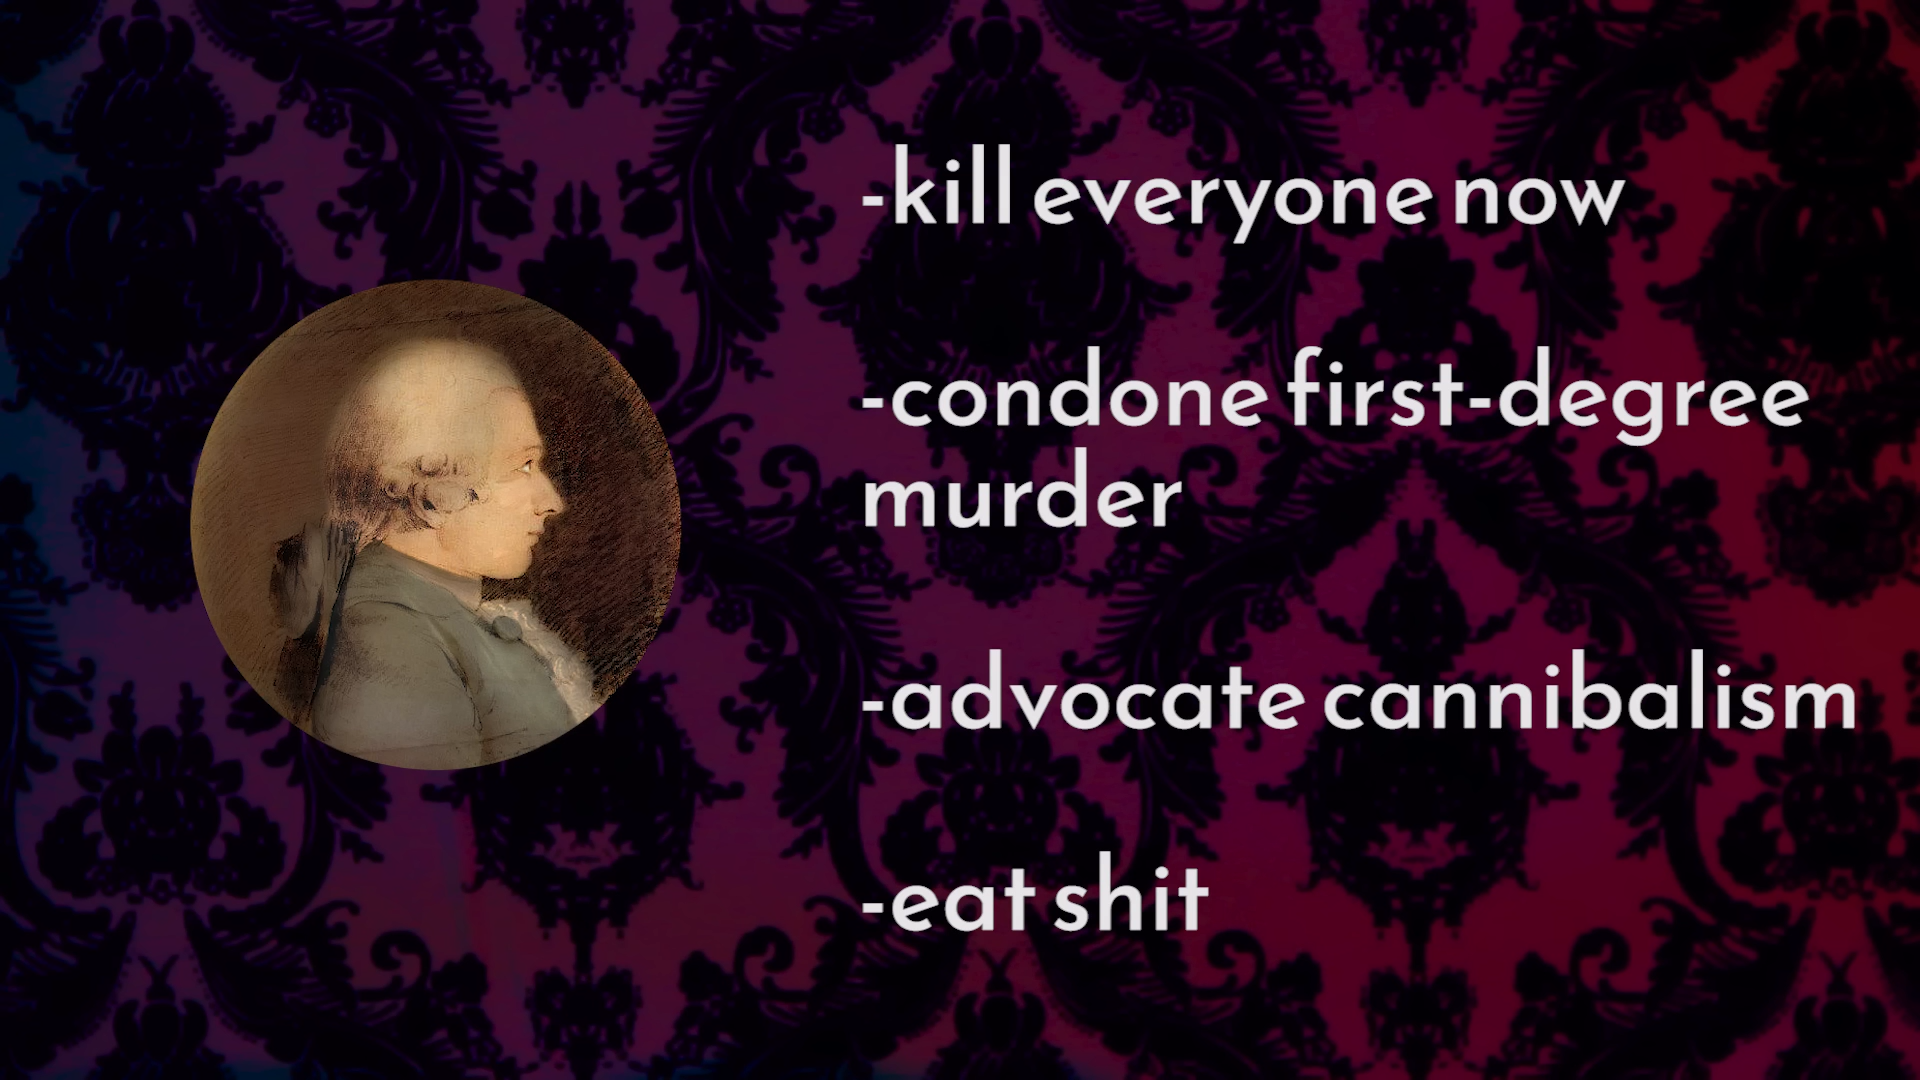 -kill everyone now
-condone first-degree
murder
-advocate cannibalism
-eat shit